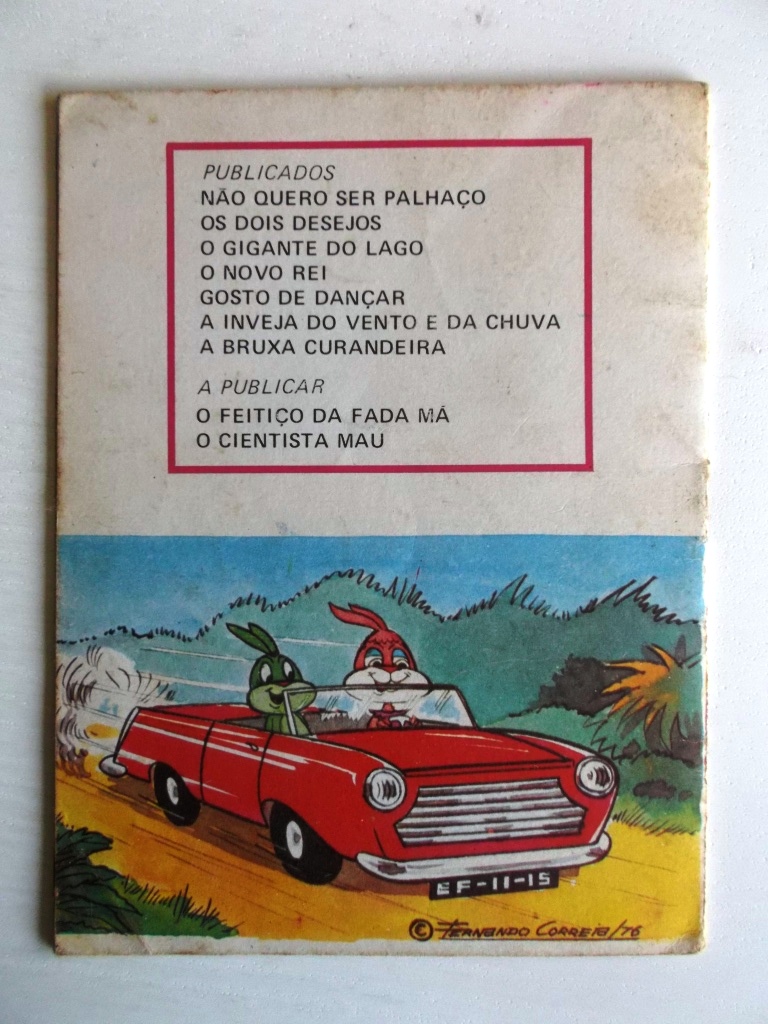 PUBLICADOS
NÃO QUERO SER PALHAÇO
OS DOIS DESEJOS
O GIGANTE DO LAGO
O NOVO REI
GOSTO DE DANÇAR
A INVEJA DO VENTO E DA CHUVA
A BRUXA CURANDEIRA
A PUBLICAR
O FEITIÇO DA FADA MÁ
O CIENTISTA MAU
EF-11-15
© FERNANDO CORREIA/76